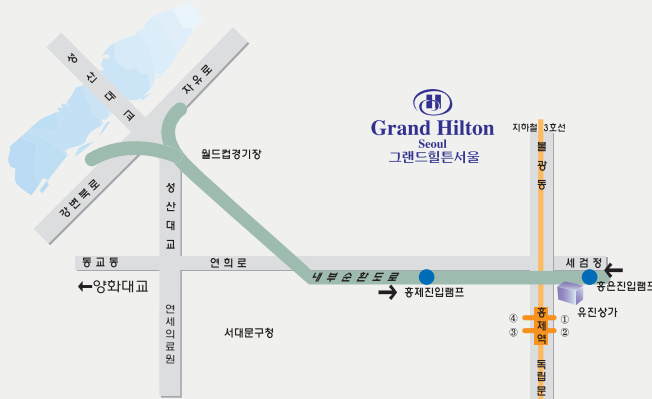 성산대교
자유로
Grand Hilton
Seoul
그랜드힐튼서울
지하철 3호선
불광동
월드컵경기장
강변북로
성산대교
동교동
연희로
세검정
내부순환도로
←양화대교
→
홍제진입램프
←
홍은진입램프
유진상가
연세의료원
서대문구청
④
③
홍제역
①
②
독립문